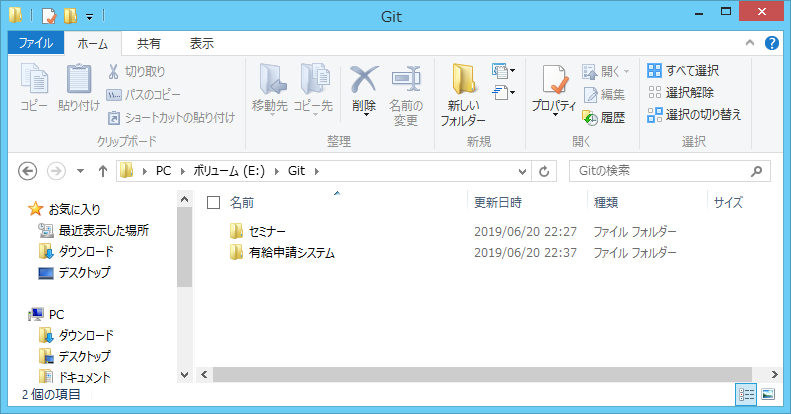 Git
ファイル ホーム 共有 表示
コピー 貼り付け 切り取り パスのコピー ショートカットの貼り付け
クリップボード
移動先 コピー先 削除 名前の変更
整理
新しいフォルダー
新規
プロパティ 開く 編集 履歴
開く
すべて選択 選択解除 選択の切り替え
選択
PC ボリューム (E:) Git Gitの検索
お気に入り
最近表示した場所
ダウンロード
デスクトップ
PC
ダウンロード
デスクトップ
ドキュメント
名前 更新日時 種類 サイズ
セミナー 2019/06/20 22:27 ファイル フォルダー
有給申請システム 2019/06/20 22:37 ファイル フォルダー
2 個の項目